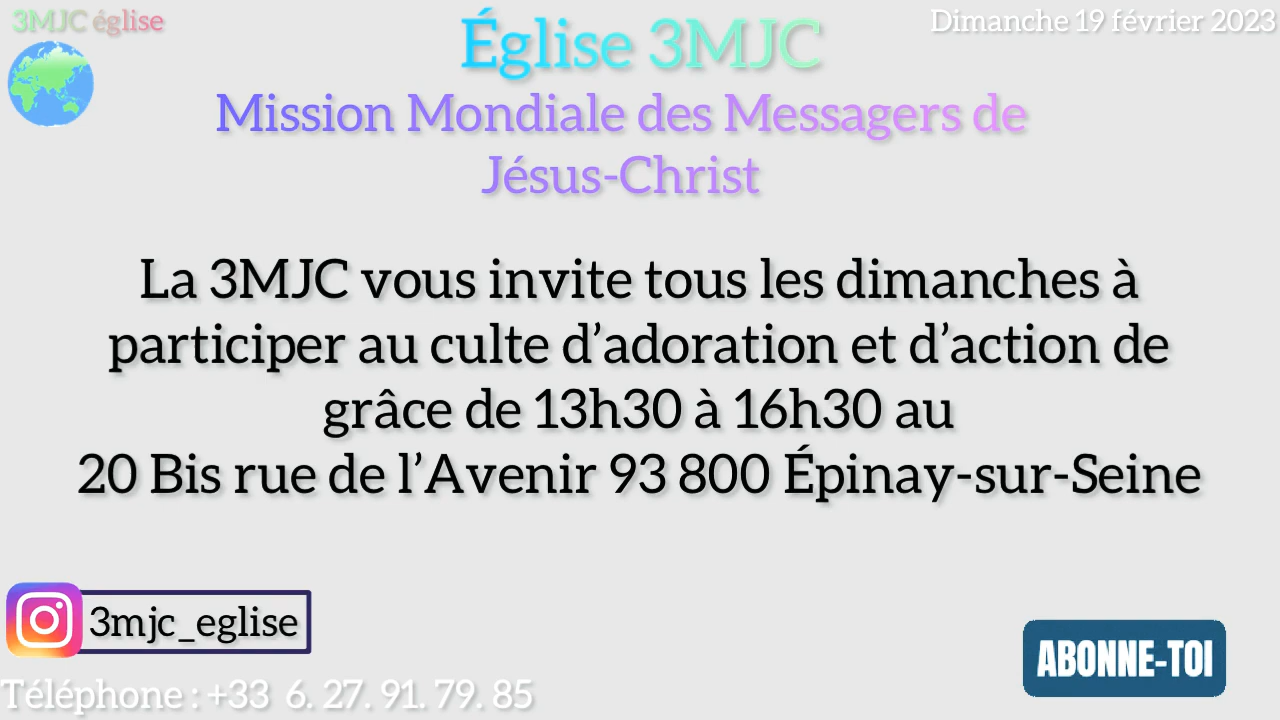 3MJC église
Dimanche 19 février 2023
Église 3MJC
Mission Mondiale des Messagers de
Jésus-Christ
La 3MJC vous invite tous les dimanches à
participer au culte d’adoration et d’action de
grâce de 13h30 à 16h30 au
20 Bis rue de l’Avenir 93 800 Épinay-sur-Seine
3mjc_eglise
ABONNE-TOI
Téléphone : +33 6. 27. 91. 79. 85